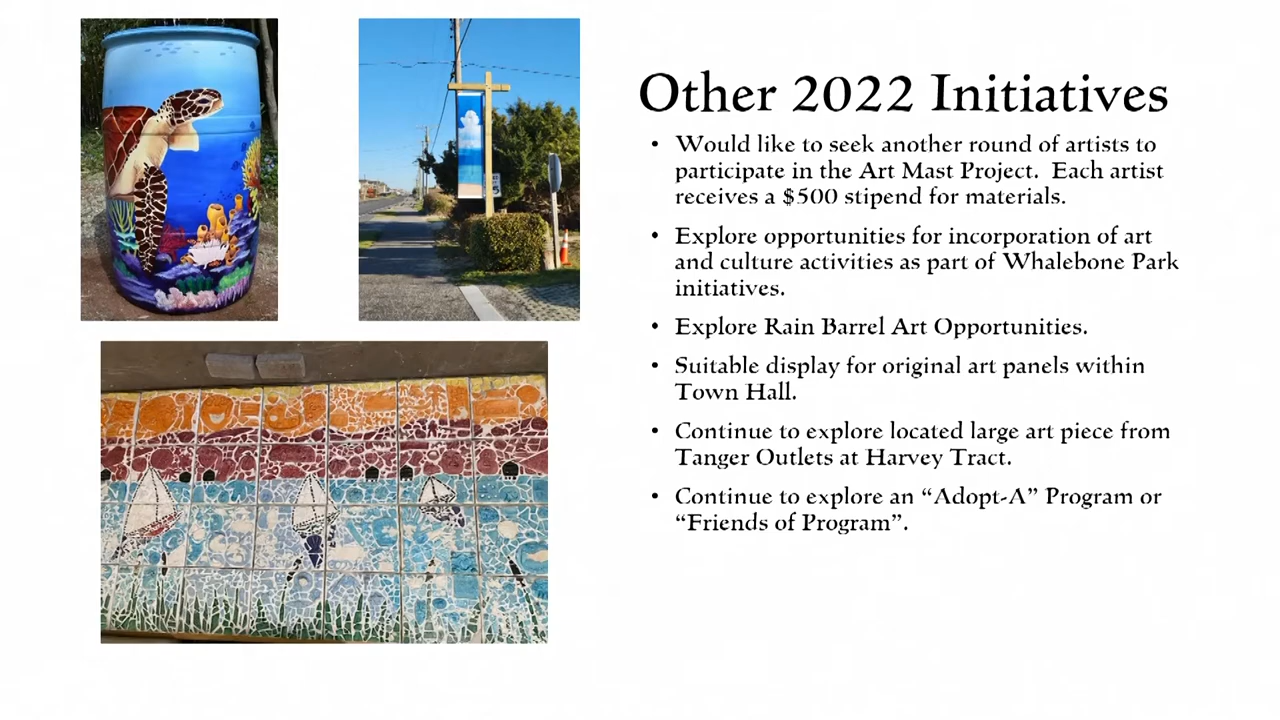 Other 2022 Initiatives
• Would like to seek another round of artists to
participate in the Art Mast Project.  Each artist
receives a $500 stipend for materials.
• Explore opportunities for incorporation of art
and culture activities as part of Whalebone Park
initiatives.
• Explore Rain Barrel Art Opportunities.
• Suitable display for original art panels within
Town Hall.
• Continue to explore located large art piece from
Tanger Outlets at Harvey Tract.
• Continue to explore an “Adopt-A” Program or
“Friends of Program”.